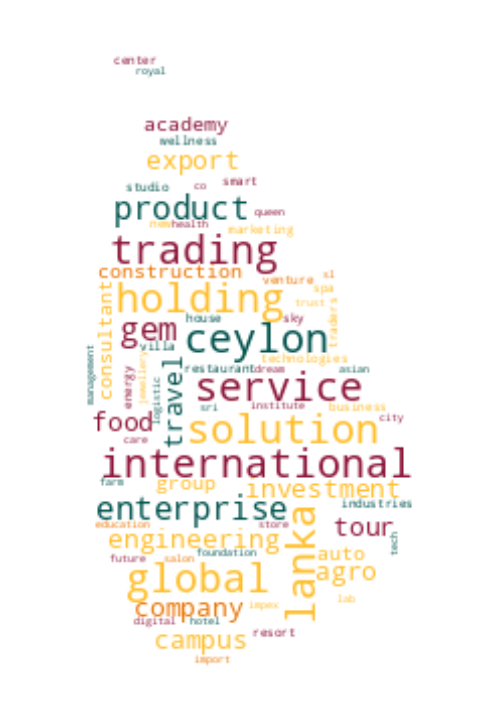 center
royal
academy
wellness
export
studio co smart
product queen
new health marketing
trading
construction venture sl
consultant holding spa
trust traders
house sky
gem ceylon
villa technologies
management jewellery restaurant dream asian
energy logistic travel service
sri institute business
food solution city
care
international
farm group investment
enterprise industries
education store
engineering lanka tour tech
future salon foundation auto
global agro
company impex lab
digital hotel
campus resort
import